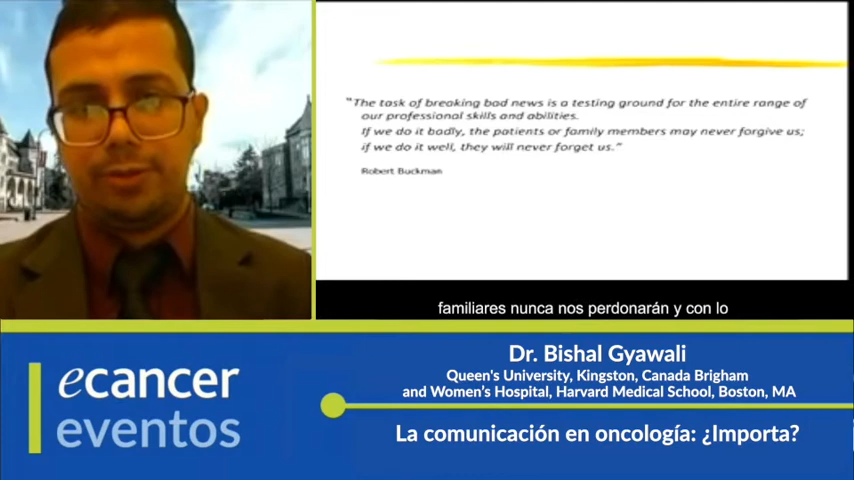 "The task of breaking bad news is a testing ground for the entire range of
our professional skills and abilities.
If we do it badly, the patients or family members may never forgive us;
if we do it well, they will never forget us."
Robert Buckman
familiares nunca nos perdonarán y con lo
ecancer
eventos
Dr. Bishal Gyawali
Queen's University, Kingston, Canada Brigham
and Women's Hospital, Harvard Medical School, Boston, MA
La comunicación en oncología: ¿Importa?